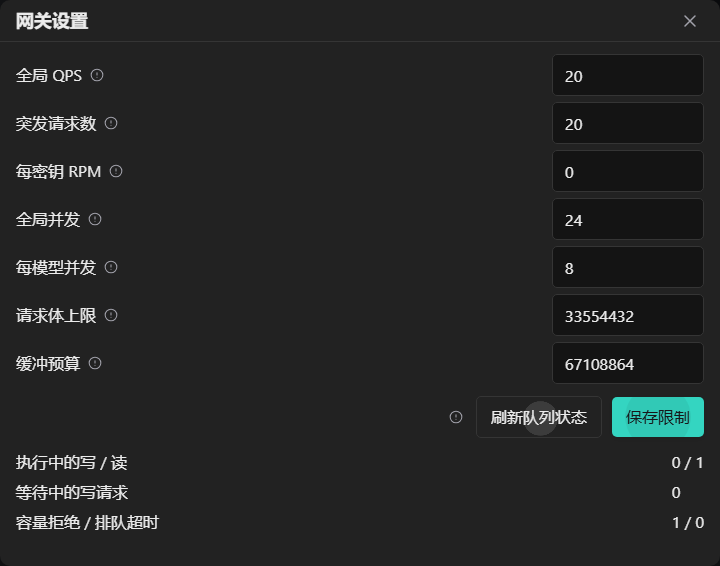 网关设置
全局 QPS 20
突发请求数 20
每密钥 RPM 0
全局并发 24
每模型并发 8
请求体上限 33554432
缓冲预算 67108864
刷新队列状态 保存限制
执行中的写 / 读 0 / 1
等待中的写请求 0
容量拒绝 / 排队超时 1 / 0